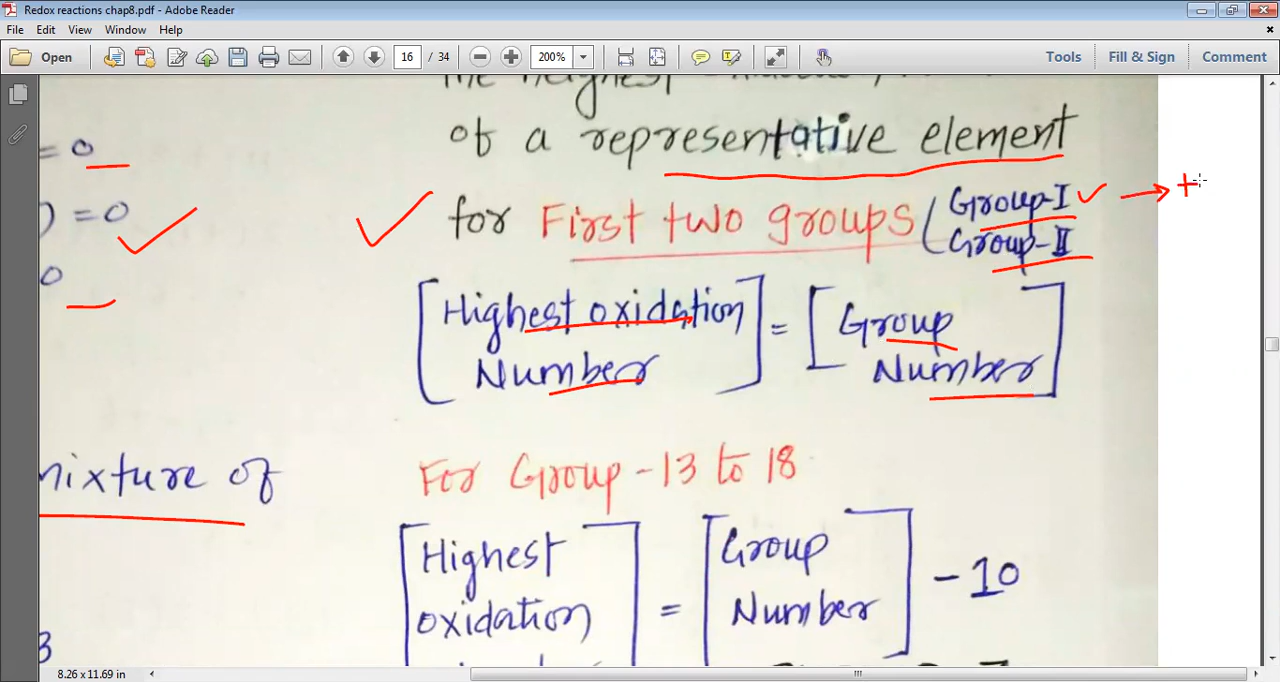 Redox reactions chap8.pdf - Adobe Reader
File Edit View Window Help
Open 16 / 34 200% Tools Fill & Sign Comment
of a representative element
for First two groups ( Group-I → +
Group-II
[Highest oxidation Number] = [Group Number]
For Group-13 to 18
[Highest oxidation = [Group Number] - 10
= 0
) = 0
0
mixture of
3
8.26 x 11.69 in